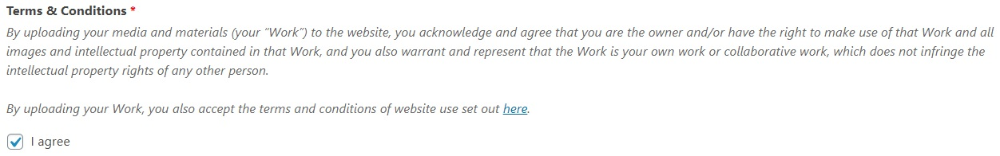 Terms & Conditions *
By uploading your media and materials (your “Work”) to the website, you acknowledge and agree that you are the owner and/or have the right to make use of that Work and all
images and intellectual property contained in that Work, and you also warrant and represent that the Work is your own work or collaborative work, which does not infringe the
intellectual property rights of any other person.
By uploading your Work, you also accept the terms and conditions of website use set out here.
I agree